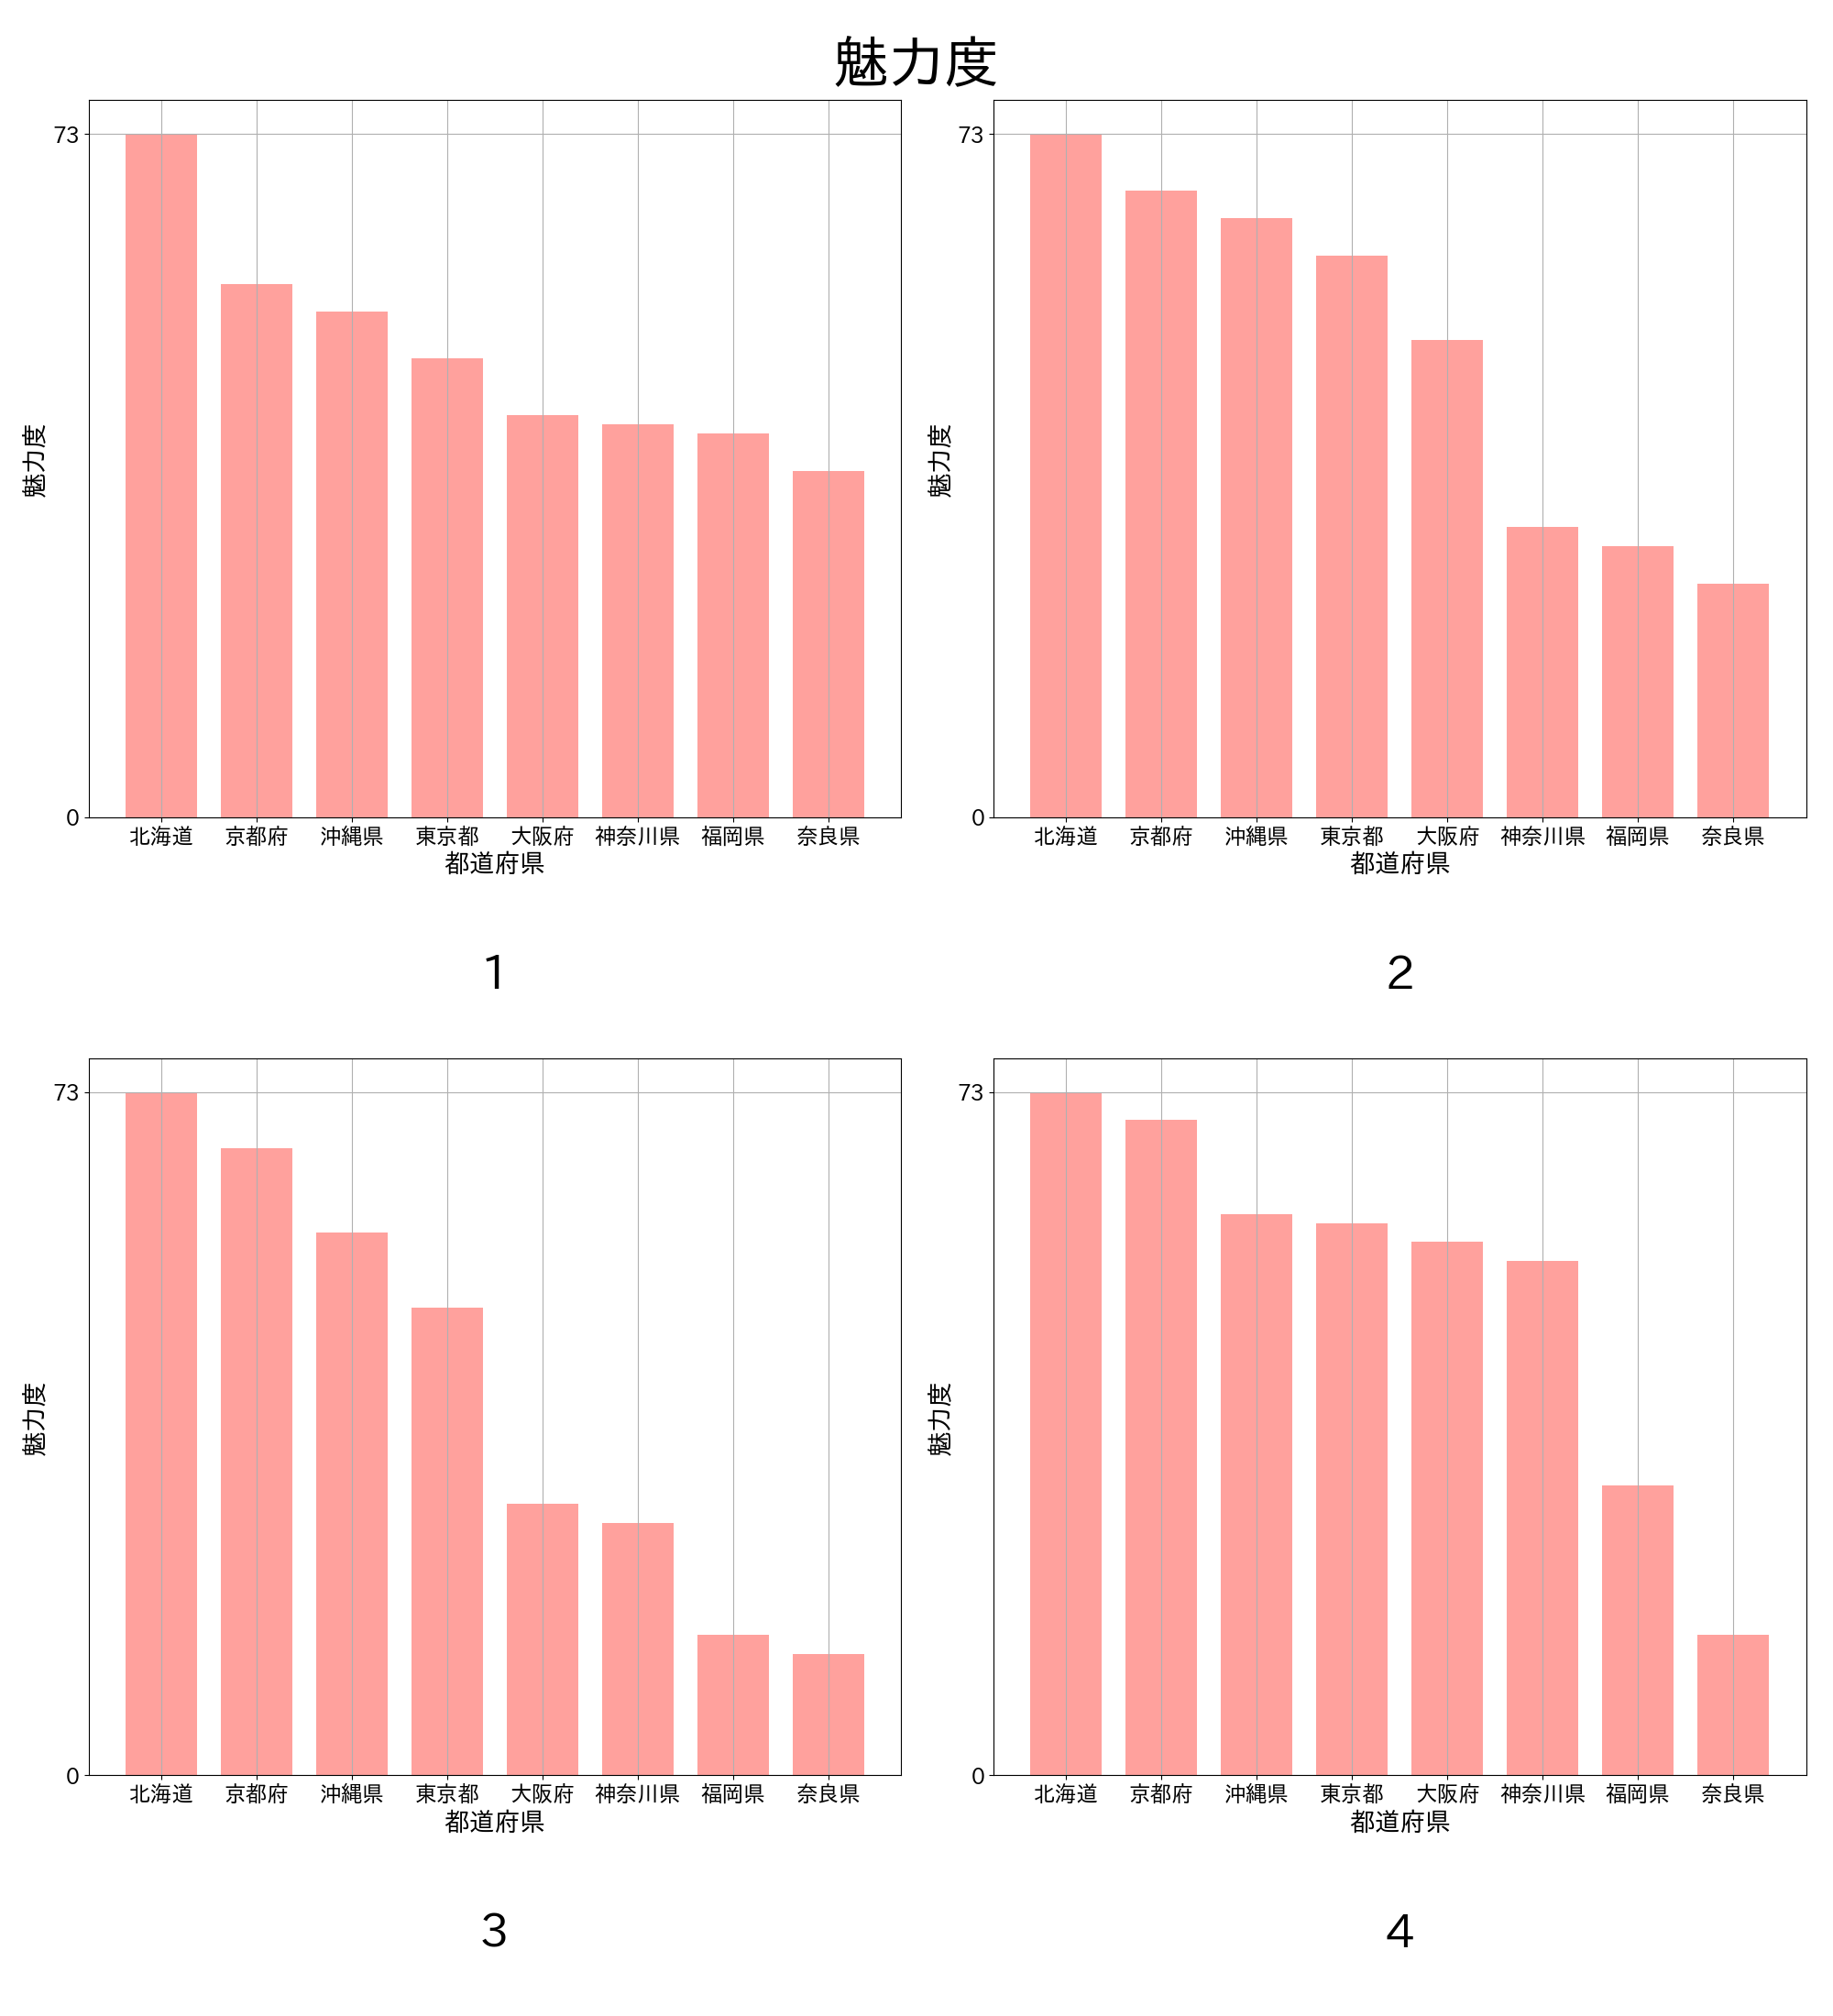 魅力度
73
0
魅力度
北海道 京都府 沖縄県 東京都 大阪府 神奈川県 福岡県 奈良県
都道府県
1
73
0
魅力度
北海道 京都府 沖縄県 東京都 大阪府 神奈川県 福岡県 奈良県
都道府県
2
73
0
魅力度
北海道 京都府 沖縄県 東京都 大阪府 神奈川県 福岡県 奈良県
都道府県
3
73
0
魅力度
北海道 京都府 沖縄県 東京都 大阪府 神奈川県 福岡県 奈良県
都道府県
4